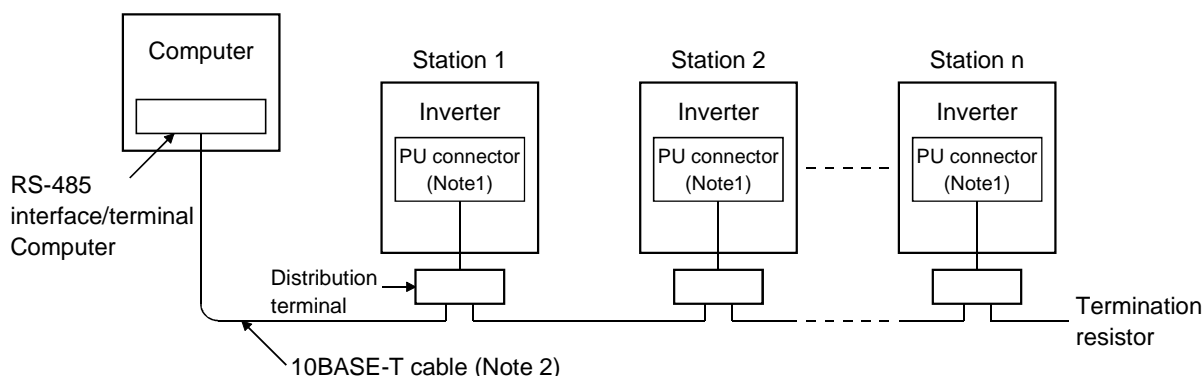 Computer
RS-485
interface/terminal
Computer
Station 1
Inverter
PU connector
(Note1)
Distribution
terminal
Station 2
Inverter
PU connector
(Note1)
Station n
Inverter
PU connector
(Note1)
Termination
resistor
10BASE-T cable (Note 2)